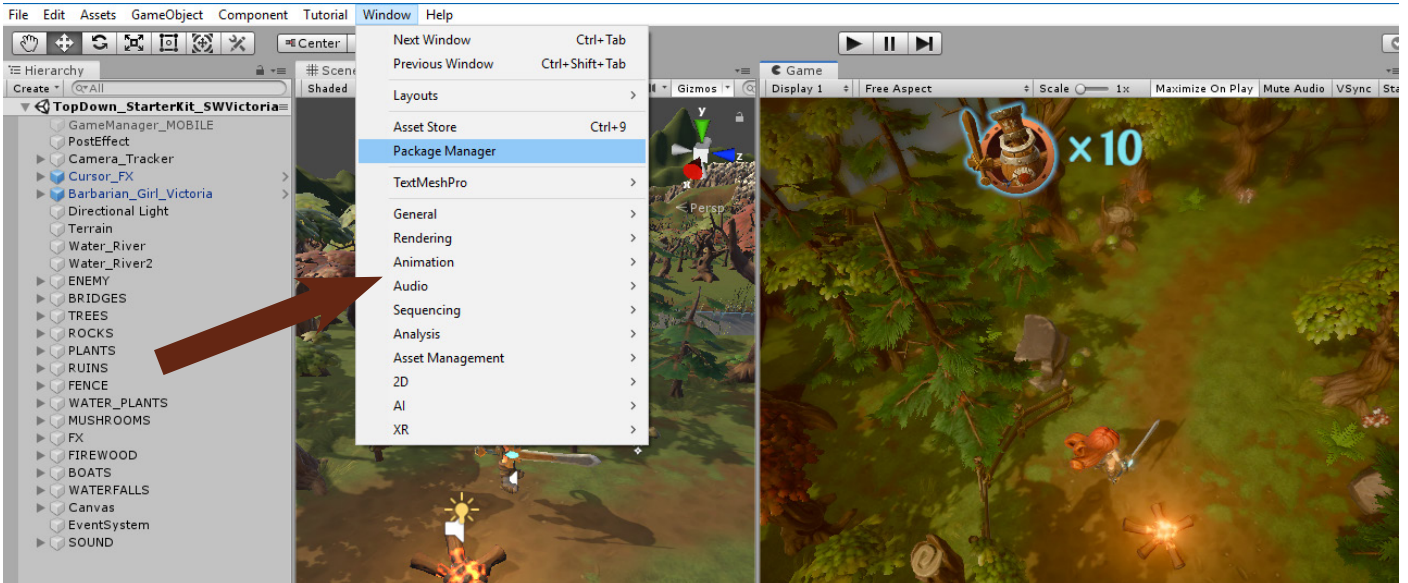 File Edit Assets GameObject Component Tutorial Window Help
Center
Hierarchy
Create All
TopDown_StarterKit_SWVictoria
GameManager_MOBILE
PostEffect
Camera_Tracker
Cursor_FX
Barbarian_Girl_Victoria
Directional Light
Terrain
Water_River
Water_River2
ENEMY
BRIDGES
TREES
ROCKS
PLANTS
RUINS
FENCE
WATER_PLANTS
MUSHROOMS
FX
FIREWOOD
BOATS
WATERFALLS
Canvas
EventSystem
SOUND
# Scene
Shaded
Next Window Ctrl+Tab
Previous Window Ctrl+Shift+Tab
Layouts
Asset Store Ctrl+9
Package Manager
TextMeshPro
General
Rendering
Animation
Audio
Sequencing
Analysis
Asset Management
2D
AI
XR
Gizmos
y
z
x
Persp
Game
Display 1 Free Aspect Scale 1x Maximize On Play Mute Audio VSync Sta
×10